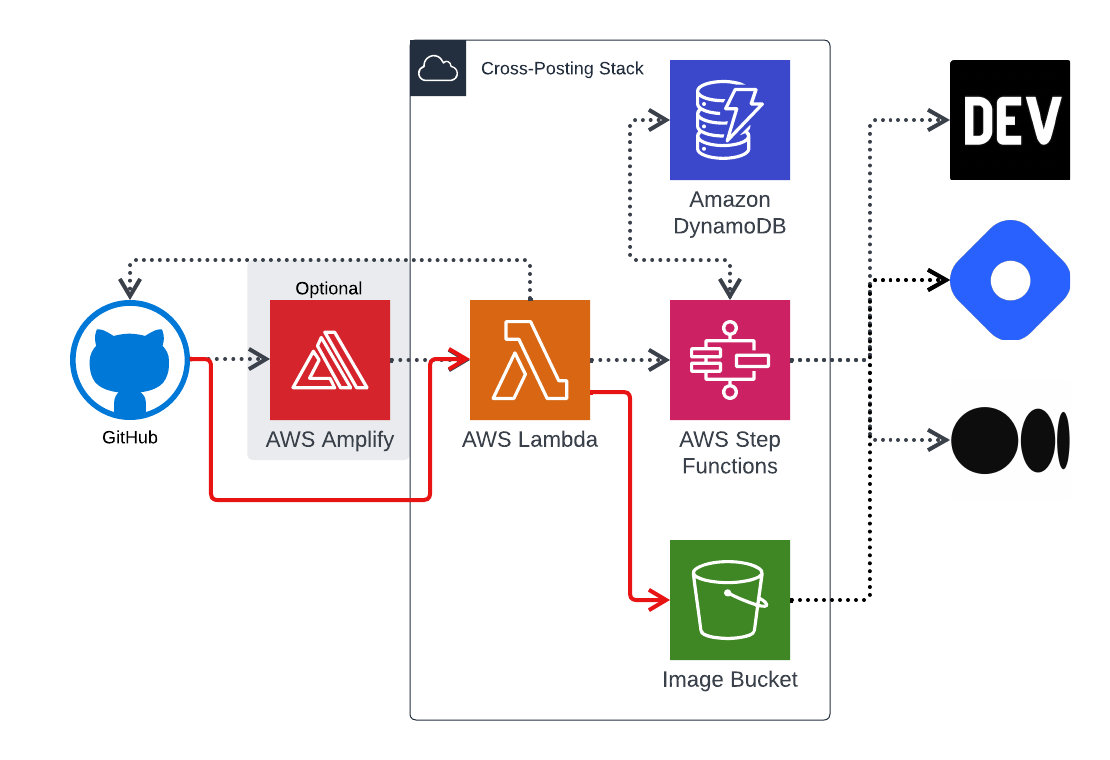 Cross-Posting Stack
DEV
Amazon
DynamoDB
Optional
GitHub
AWS Amplify
AWS Lambda
AWS Step
Functions
Image Bucket